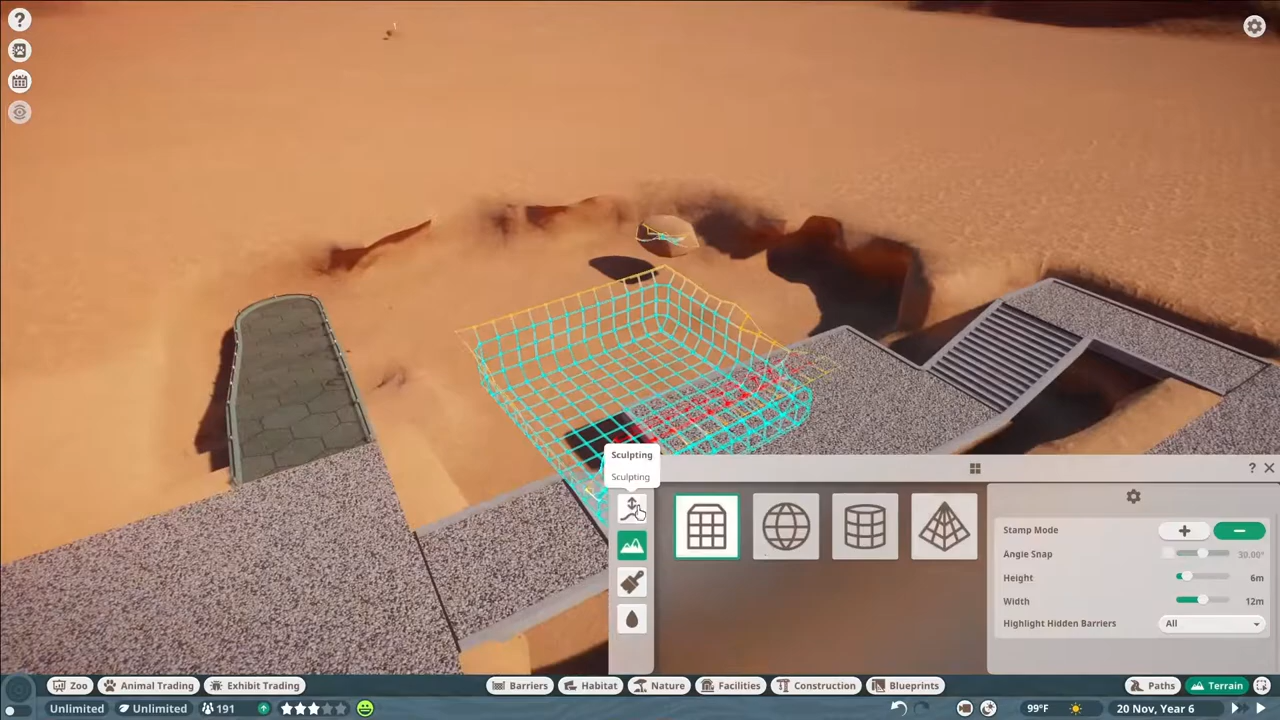 ?
Sculpting
Sculpting
?
Stamp Mode
Angle Snap 30.00°
Height 6m
Width 12m
Highlight Hidden Barriers All
Zoo Animal Trading Exhibit Trading Barriers Habitat Nature Facilities Construction Blueprints Paths Terrain
Unlimited Unlimited 191 99°F 20 Nov, Year 6